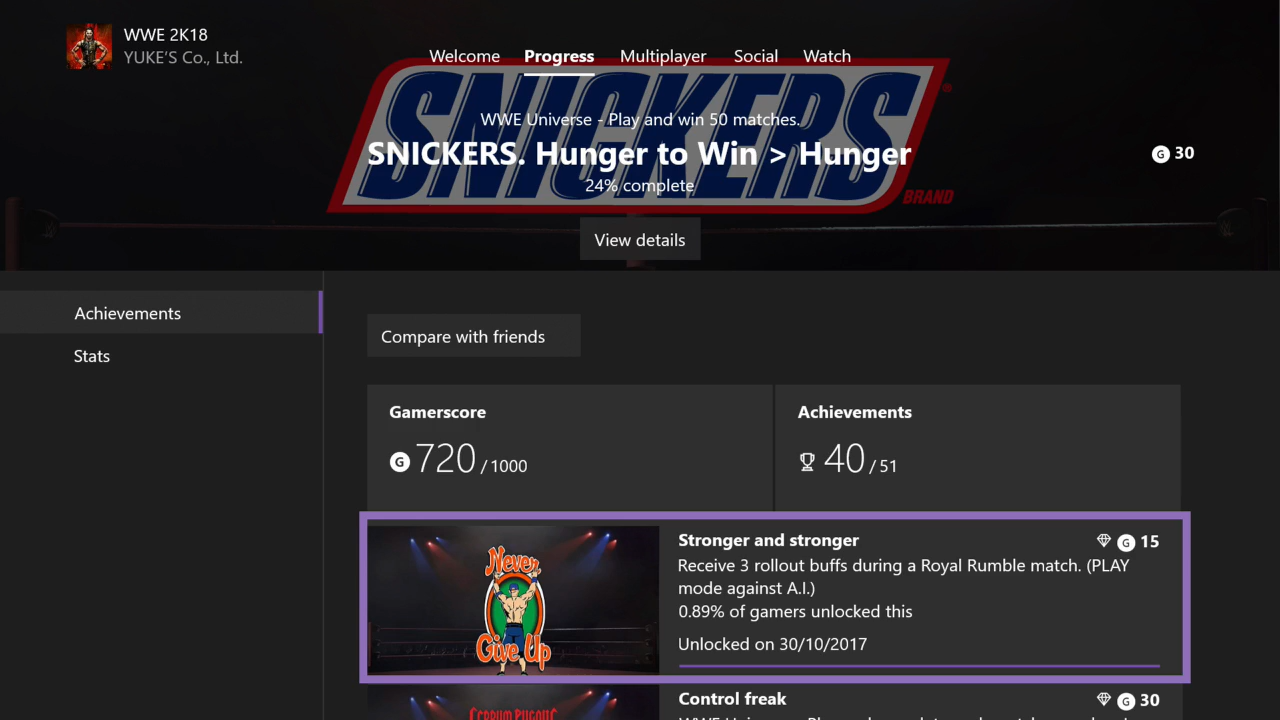 WWE 2K18
YUKE'S Co., Ltd.
Welcome Progress Multiplayer Social Watch
SNICKERS
®
BRAND
WWE Universe - Play and win 50 matches.
SNICKERS. Hunger to Win > Hunger
24% complete
G 30
View details
Achievements
Stats
Compare with friends
Gamerscore
G 720 / 1000
Achievements
40 / 51
Never
Give Up
Stronger and stronger
G 15
Receive 3 rollout buffs during a Royal Rumble match. (PLAY
mode against A.I.)
0.89% of gamers unlocked this
Unlocked on 30/10/2017
Control freak
G 30